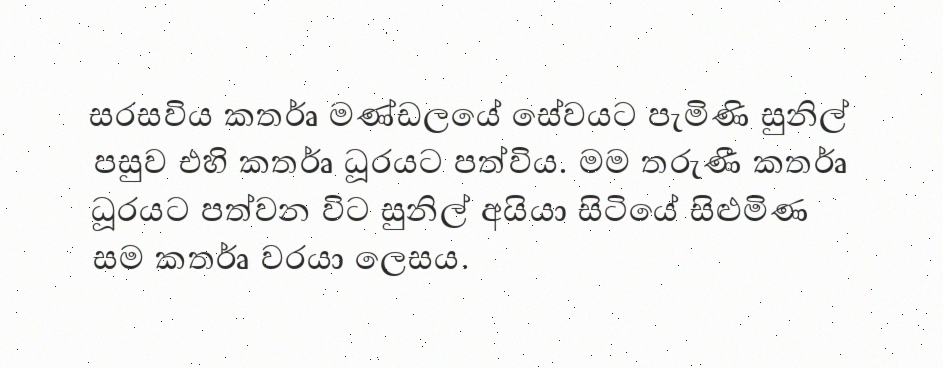 සරසවිය කතර්ෘ මණ්ඩලයේ සේවයට පැමිණි සුනිල්
පසුව එහි කතර්ෘ ධූරයට පත්විය. මම තරුණී කතර්ෘ
ධූරයට පත්වන විට සුනිල් අයියා සිටියේ සිළුමිණ
සම කතර්ෘ වරයා ලෙසය.